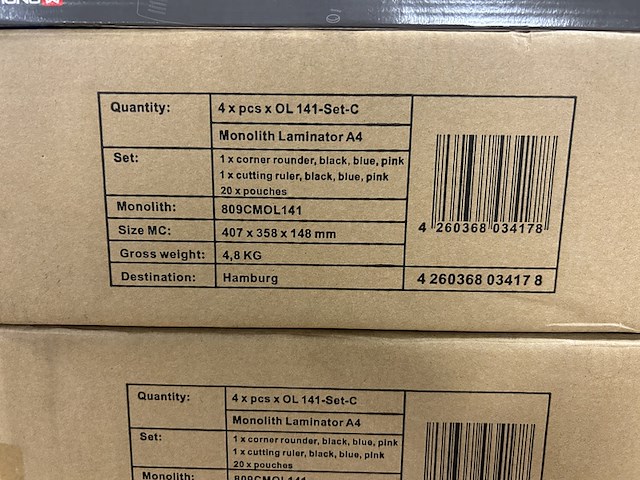 Quantity: 4 x pcs x OL 141-Set-C
Monolith Laminator A4
Set: 1 x corner rounder, black, blue, pink
1 x cutting ruler, black, blue, pink
20 x pouches
Monolith: 809CMOL141
Size MC: 407 x 358 x 148 mm
Gross weight: 4,8 KG
Destination: Hamburg
4 260368 034178
4 260368 03417 8
Quantity: 4 x pcs x OL 141-Set-C
Monolith Laminator A4
Set: 1 x corner rounder, black, blue, pink
1 x cutting ruler, black, blue, pink
20 x pouches
Monolith: 809CMOL141